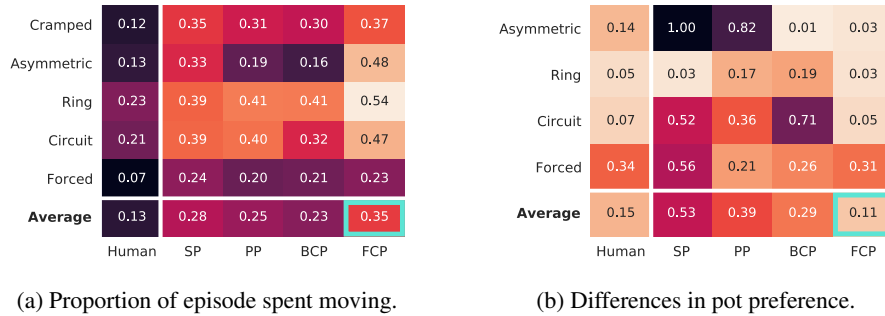 Cramped 0.12 0.35 0.31 0.30 0.37
Asymmetric 0.13 0.33 0.19 0.16 0.48
Ring 0.23 0.39 0.41 0.41 0.54
Circuit 0.21 0.39 0.40 0.32 0.47
Forced 0.07 0.24 0.20 0.21 0.23
Average 0.13 0.28 0.25 0.23 0.35
Human SP PP BCP FCP
(a) Proportion of episode spent moving.
Asymmetric 0.14 1.00 0.82 0.01 0.03
Ring 0.05 0.03 0.17 0.19 0.03
Circuit 0.07 0.52 0.36 0.71 0.05
Forced 0.34 0.56 0.21 0.26 0.31
Average 0.15 0.53 0.39 0.29 0.11
Human SP PP BCP FCP
(b) Differences in pot preference.